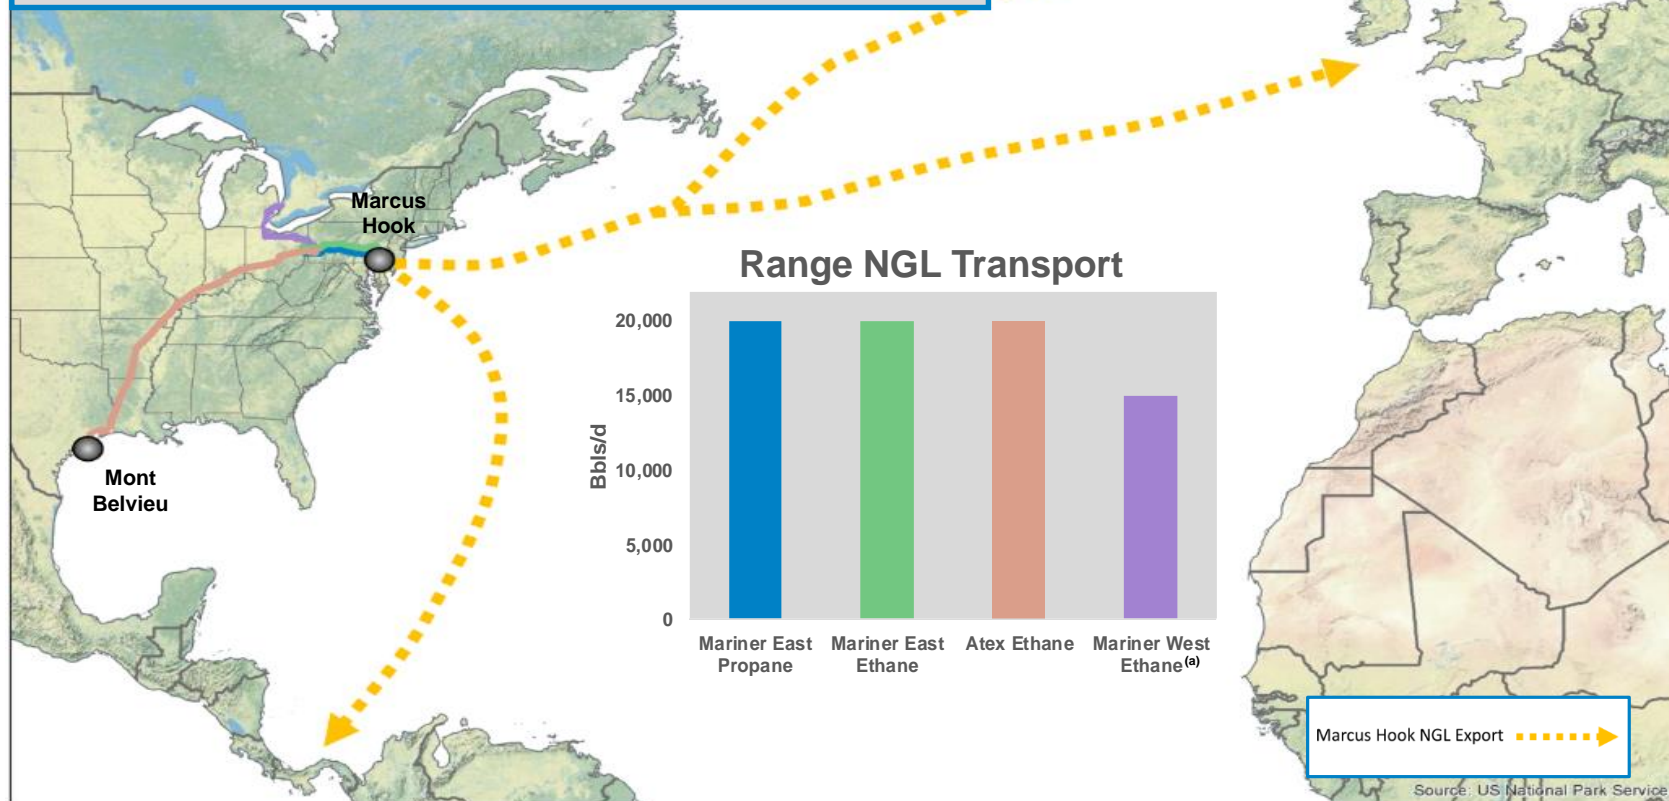 Marcus
Hook
Mont
Belvieu
Range NGL Transport
Bbls/d
20,000
15,000
10,000
5,000
0
Mariner East
Propane
Mariner East
Ethane
Atex Ethane
Mariner West
Ethane(a)
Marcus Hook NGL Export
Source: US National Park Service